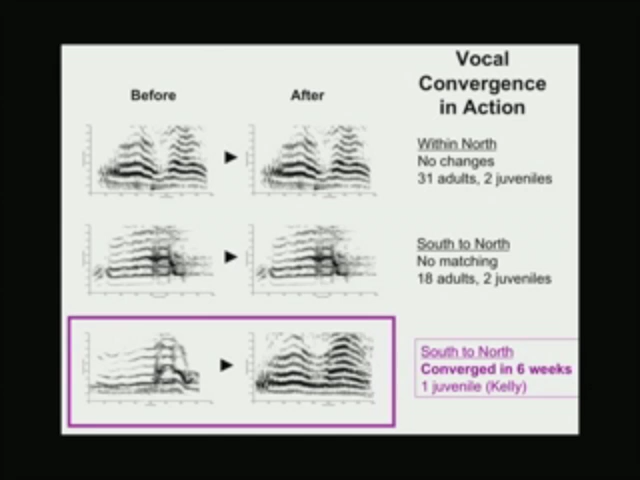 Vocal
Convergence
in Action
Before
After
Within North
No changes
31 adults, 2 juveniles
South to North
No matching
18 adults, 2 juveniles
South to North
Converged in 6 weeks
1 juvenile (Kelly)